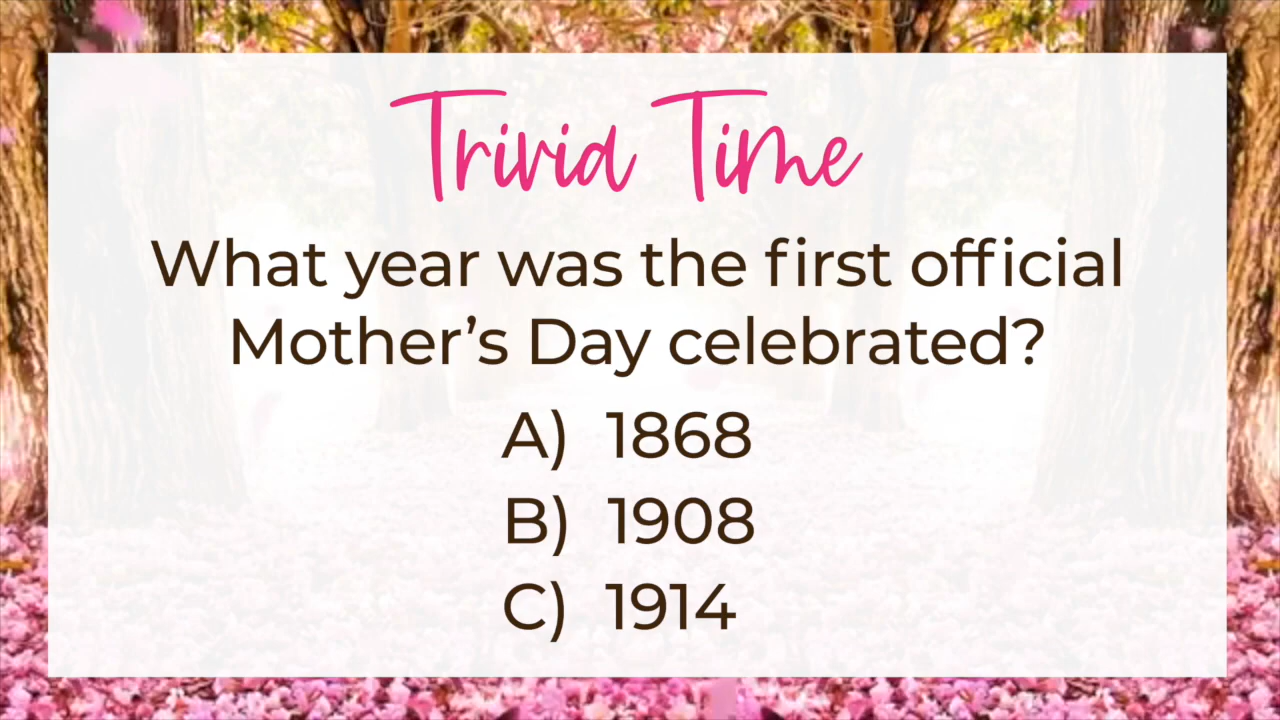 Trivia Time
What year was the first official
Mother's Day celebrated?
A) 1868
B) 1908
C) 1914